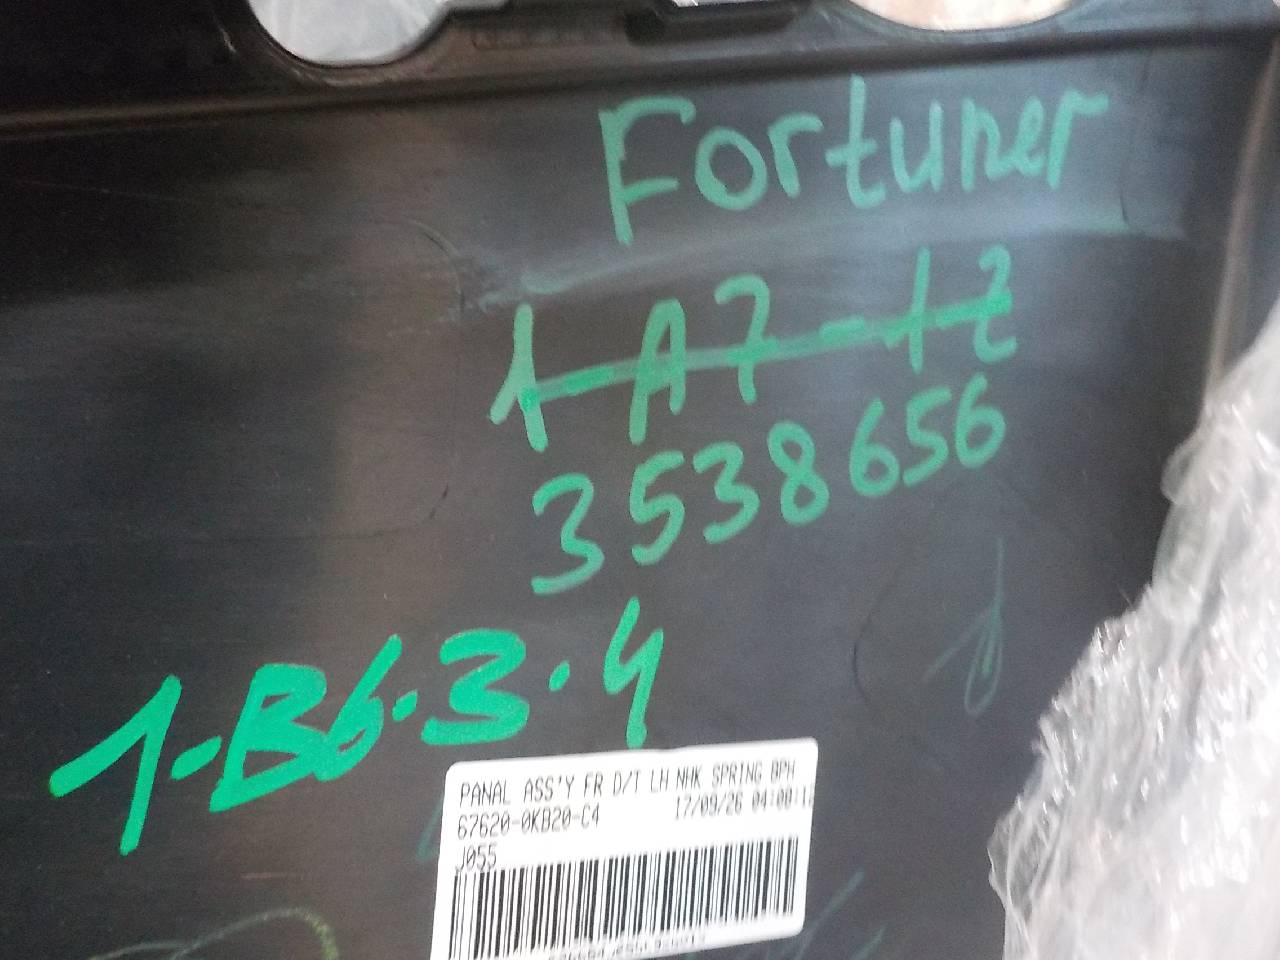 Fortuner
1-A7-12
3538656
1-B6-3.4
PANAL ASS'Y FR D/T LH NHK SPRING BPH
67620-0KB20-C4 17/09/26 04:00:1
J055